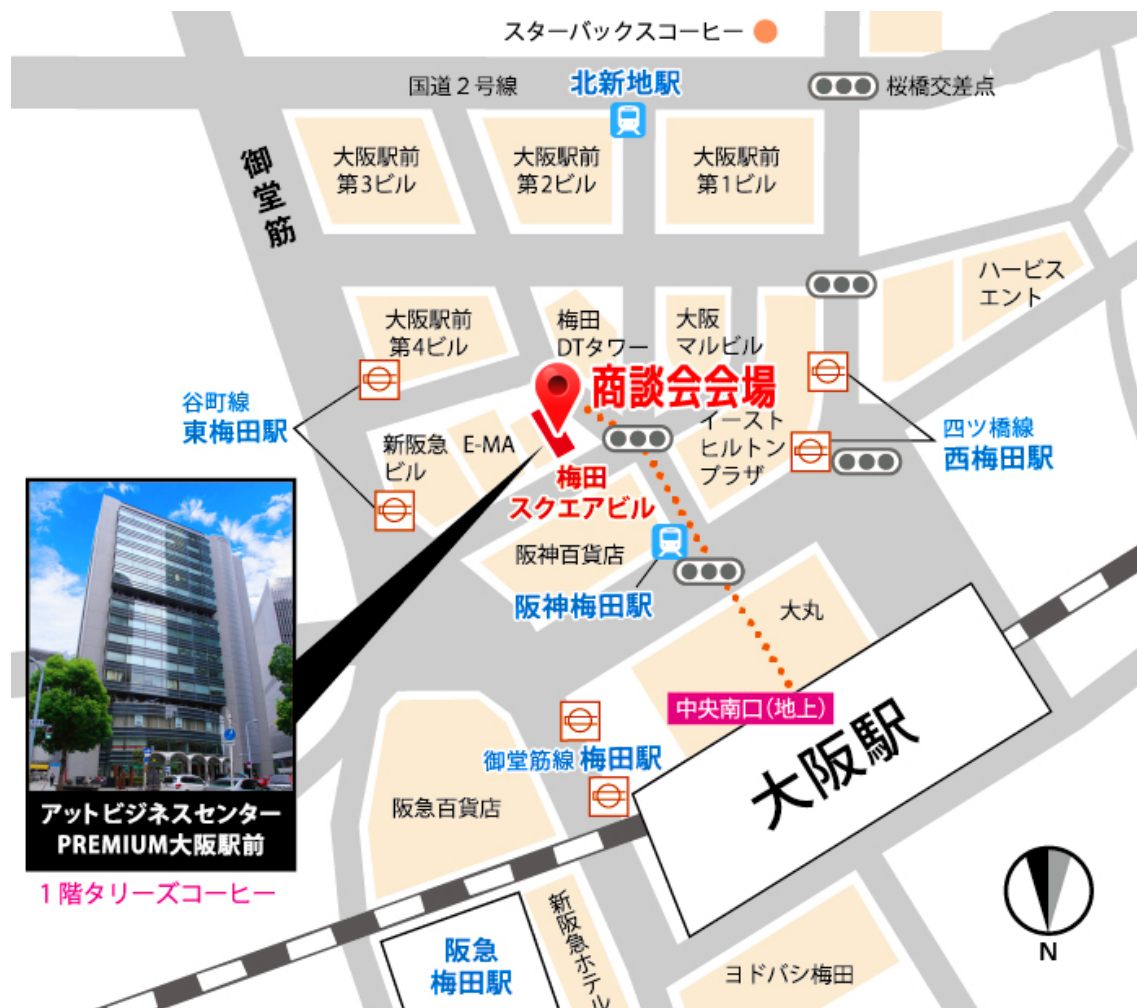 スターバックスコーヒー
国道２号線
北新地駅
桜橋交差点
御堂筋
大阪駅前
第3ビル
大阪駅前
第2ビル
大阪駅前
第1ビル
ハービス
エント
大阪駅前
第4ビル
梅田
DTタワー
大阪
マルビル
商談会会場
谷町線
東梅田駅
新阪急
ビル
E-MA
イースト
ヒルトン
プラザ
四ツ橋線
西梅田駅
梅田
スクエアビル
阪神百貨店
阪神梅田駅
大丸
中央南口（地上）
大阪駅
御堂筋線 梅田駅
阪急百貨店
アットビジネスセンター
PREMIUM大阪駅前
１階タリーズコーヒー
新阪急ホテル
阪急
梅田駅
ヨドバシ梅田
N